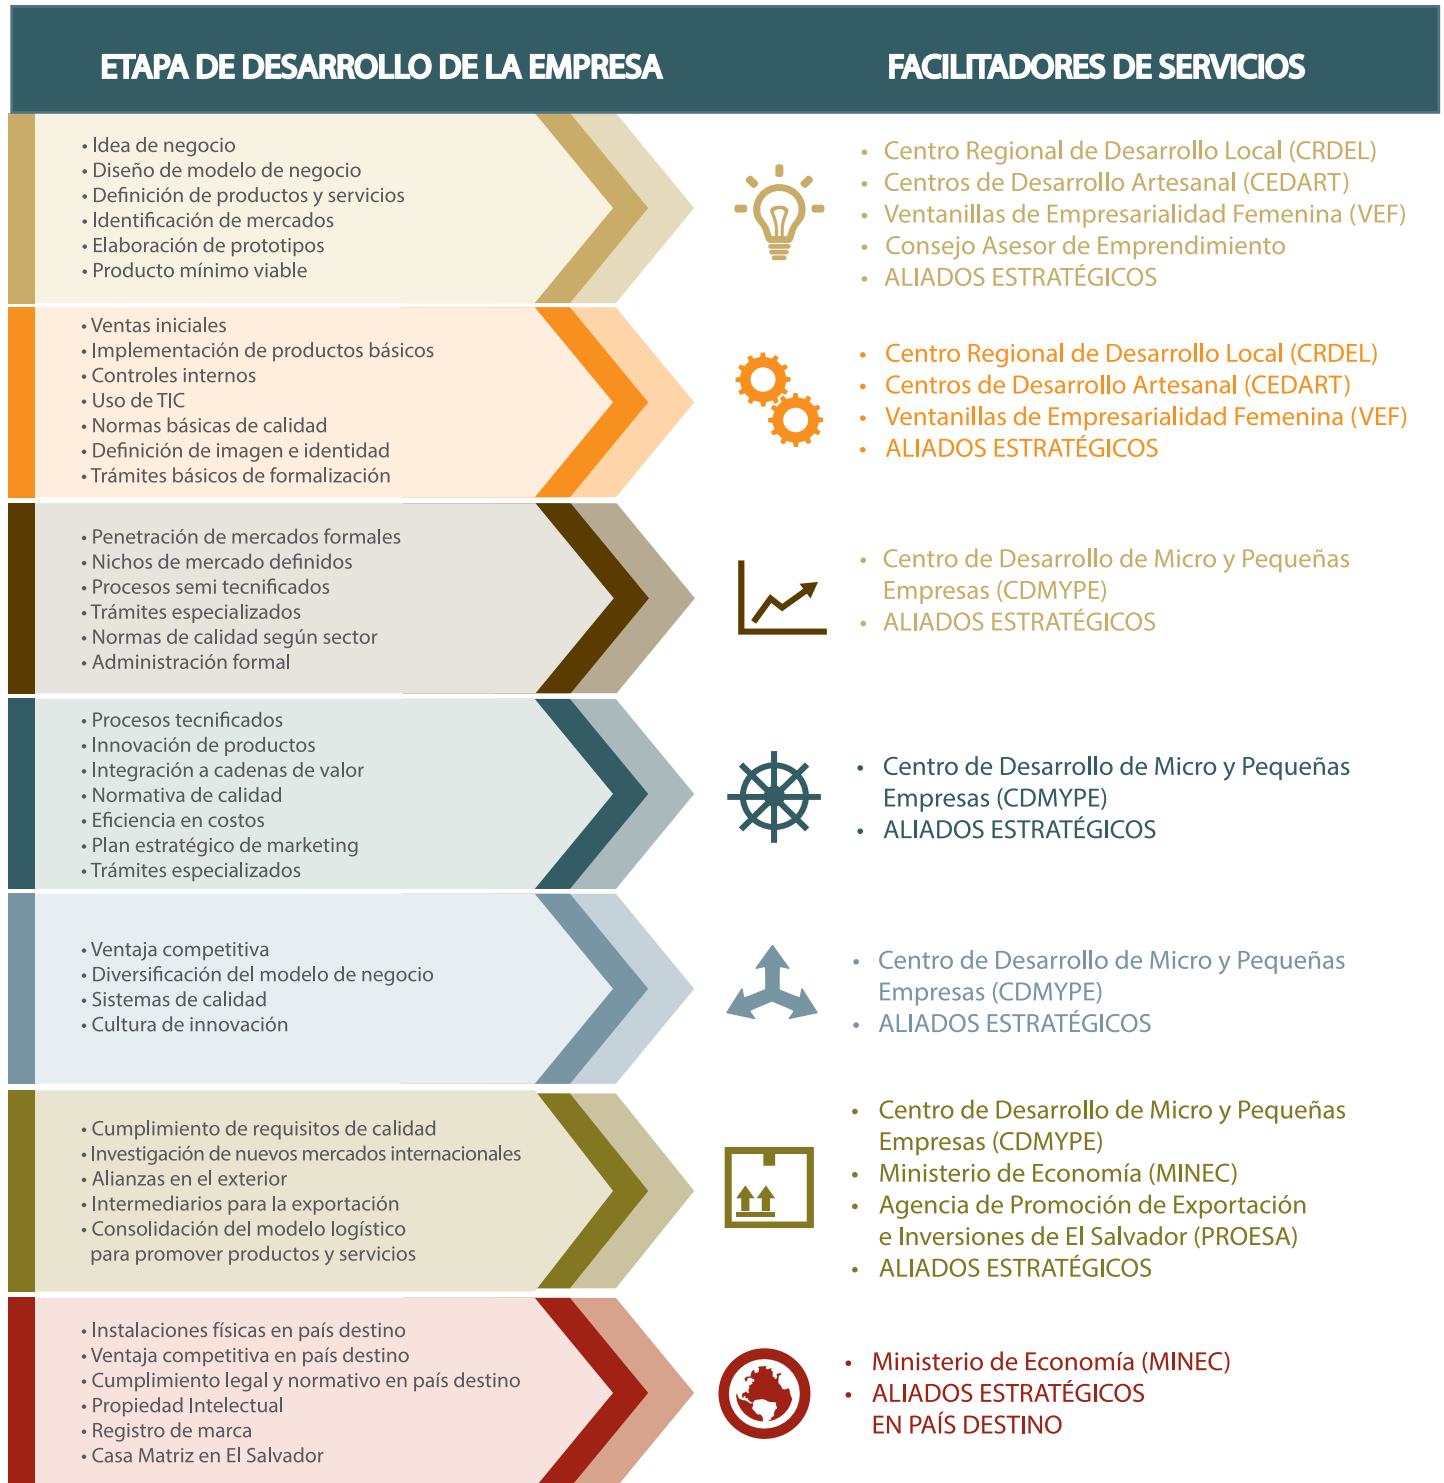 ETAPA DE DESARROLLO DE LA EMPRESA
FACILITADORES DE SERVICIOS
• Idea de negocio
• Diseño de modelo de negocio
• Definición de productos y servicios
• Identificación de mercados
• Elaboración de prototipos
• Producto mínimo viable
• Centro Regional de Desarrollo Local (CRDEL)
• Centros de Desarrollo Artesanal (CEDART)
• Ventanillas de Empresarialidad Femenina (VEF)
• Consejo Asesor de Emprendimiento
• ALIADOS ESTRATÉGICOS
• Ventas iniciales
• Implementación de productos básicos
• Controles internos
• Uso de TIC
• Normas básicas de calidad
• Definición de imagen e identidad
• Trámites básicos de formalización
• Centro Regional de Desarrollo Local (CRDEL)
• Centros de Desarrollo Artesanal (CEDART)
• Ventanillas de Empresarialidad Femenina (VEF)
• ALIADOS ESTRATÉGICOS
• Penetración de mercados formales
• Nichos de mercado definidos
• Procesos semi tecnificados
• Trámites especializados
• Normas de calidad según sector
• Administración formal
• Centro de Desarrollo de Micro y Pequeñas
Empresas (CDMYPE)
• ALIADOS ESTRATÉGICOS
• Procesos tecnificados
• Innovación de productos
• Integración a cadenas de valor
• Normativa de calidad
• Eficiencia en costos
• Plan estratégico de marketing
• Trámites especializados
• Centro de Desarrollo de Micro y Pequeñas
Empresas (CDMYPE)
• ALIADOS ESTRATÉGICOS
• Ventaja competitiva
• Diversificación del modelo de negocio
• Sistemas de calidad
• Cultura de innovación
• Centro de Desarrollo de Micro y Pequeñas
Empresas (CDMYPE)
• ALIADOS ESTRATÉGICOS
• Cumplimiento de requisitos de calidad
• Investigación de nuevos mercados internacionales
• Alianzas en el exterior
• Intermediarios para la exportación
• Consolidación del modelo logístico
para promover productos y servicios
• Centro de Desarrollo de Micro y Pequeñas
Empresas (CDMYPE)
• Ministerio de Economía (MINEC)
• Agencia de Promoción de Exportación
e Inversiones de El Salvador (PROESA)
• ALIADOS ESTRATÉGICOS
• Instalaciones físicas en país destino
• Ventaja competitiva en país destino
• Cumplimiento legal y normativo en país destino
• Propiedad Intelectual
• Registro de marca
• Casa Matriz en El Salvador
• Ministerio de Economía (MINEC)
• ALIADOS ESTRATÉGICOS
EN PAÍS DESTINO